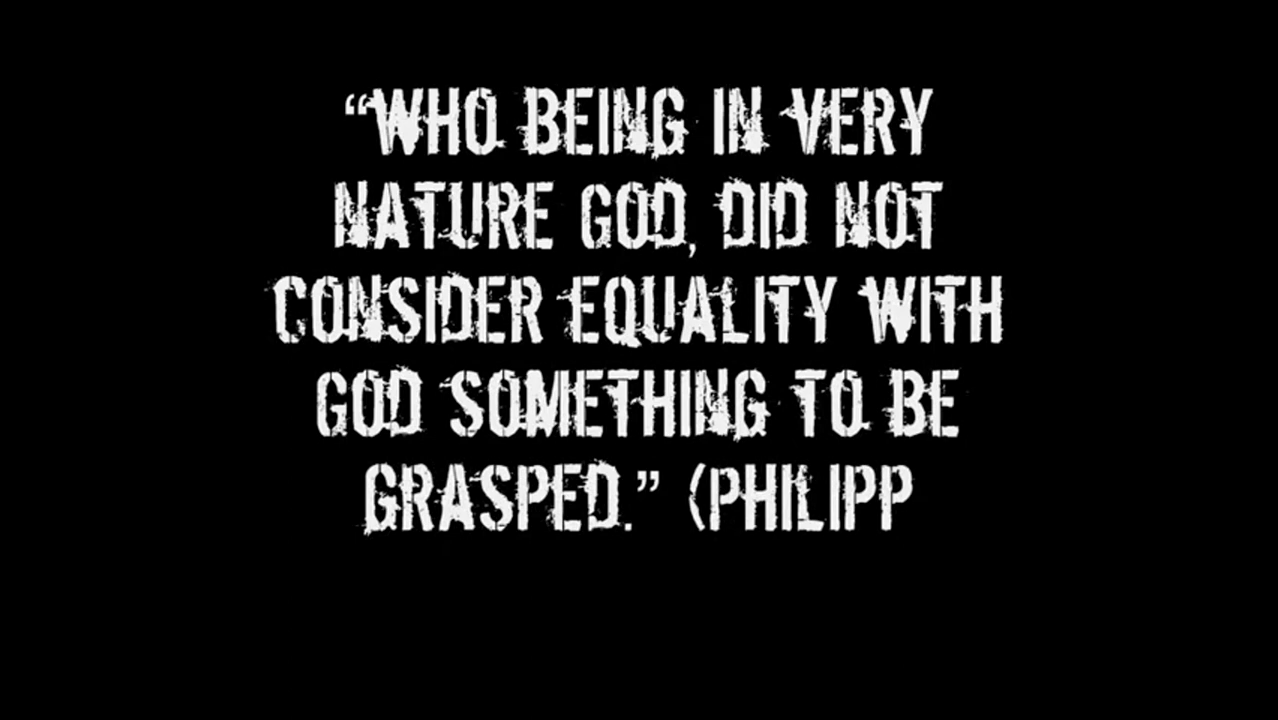 “WHO BEING IN VERY
NATURE GOD, DID NOT
CONSIDER EQUALITY WITH
GOD SOMETHING TO BE
GRASPED.” (PHILIPP